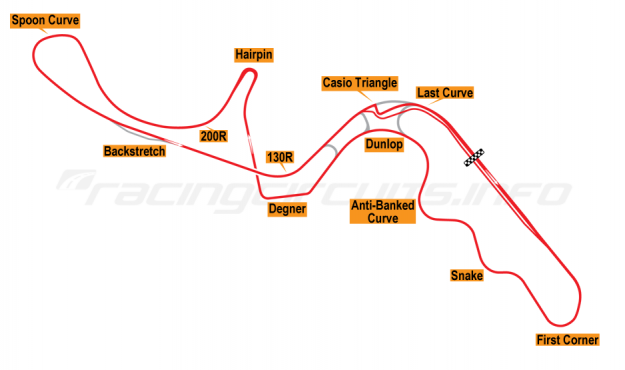 Spoon Curve
Hairpin
Casio Triangle
Last Curve
200R
Backstretch
130R
Dunlop
racingcircuits.info
Degner
Anti-Banked
Curve
Snake
First Corner